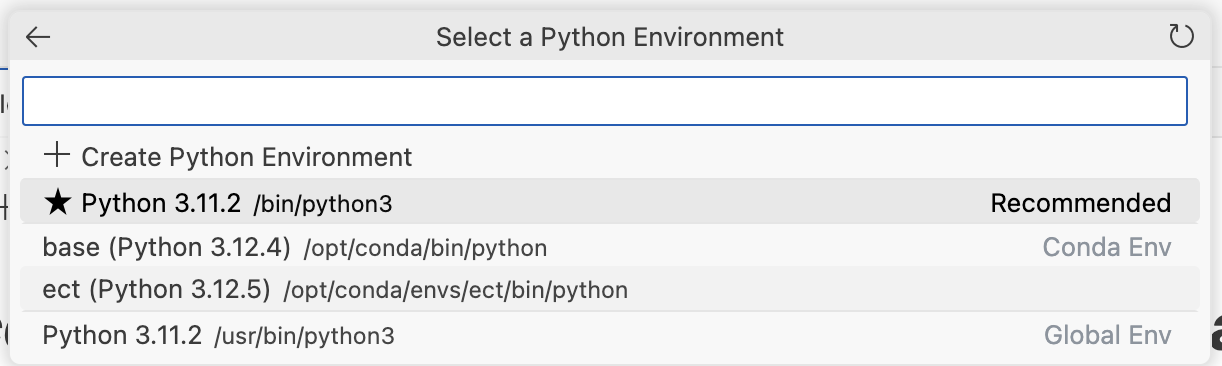 Select a Python Environment
Create Python Environment
Python 3.11.2 /bin/python3 Recommended
base (Python 3.12.4) /opt/conda/bin/python Conda Env
ect (Python 3.12.5) /opt/conda/envs/ect/bin/python
Python 3.11.2 /usr/bin/python3 Global Env